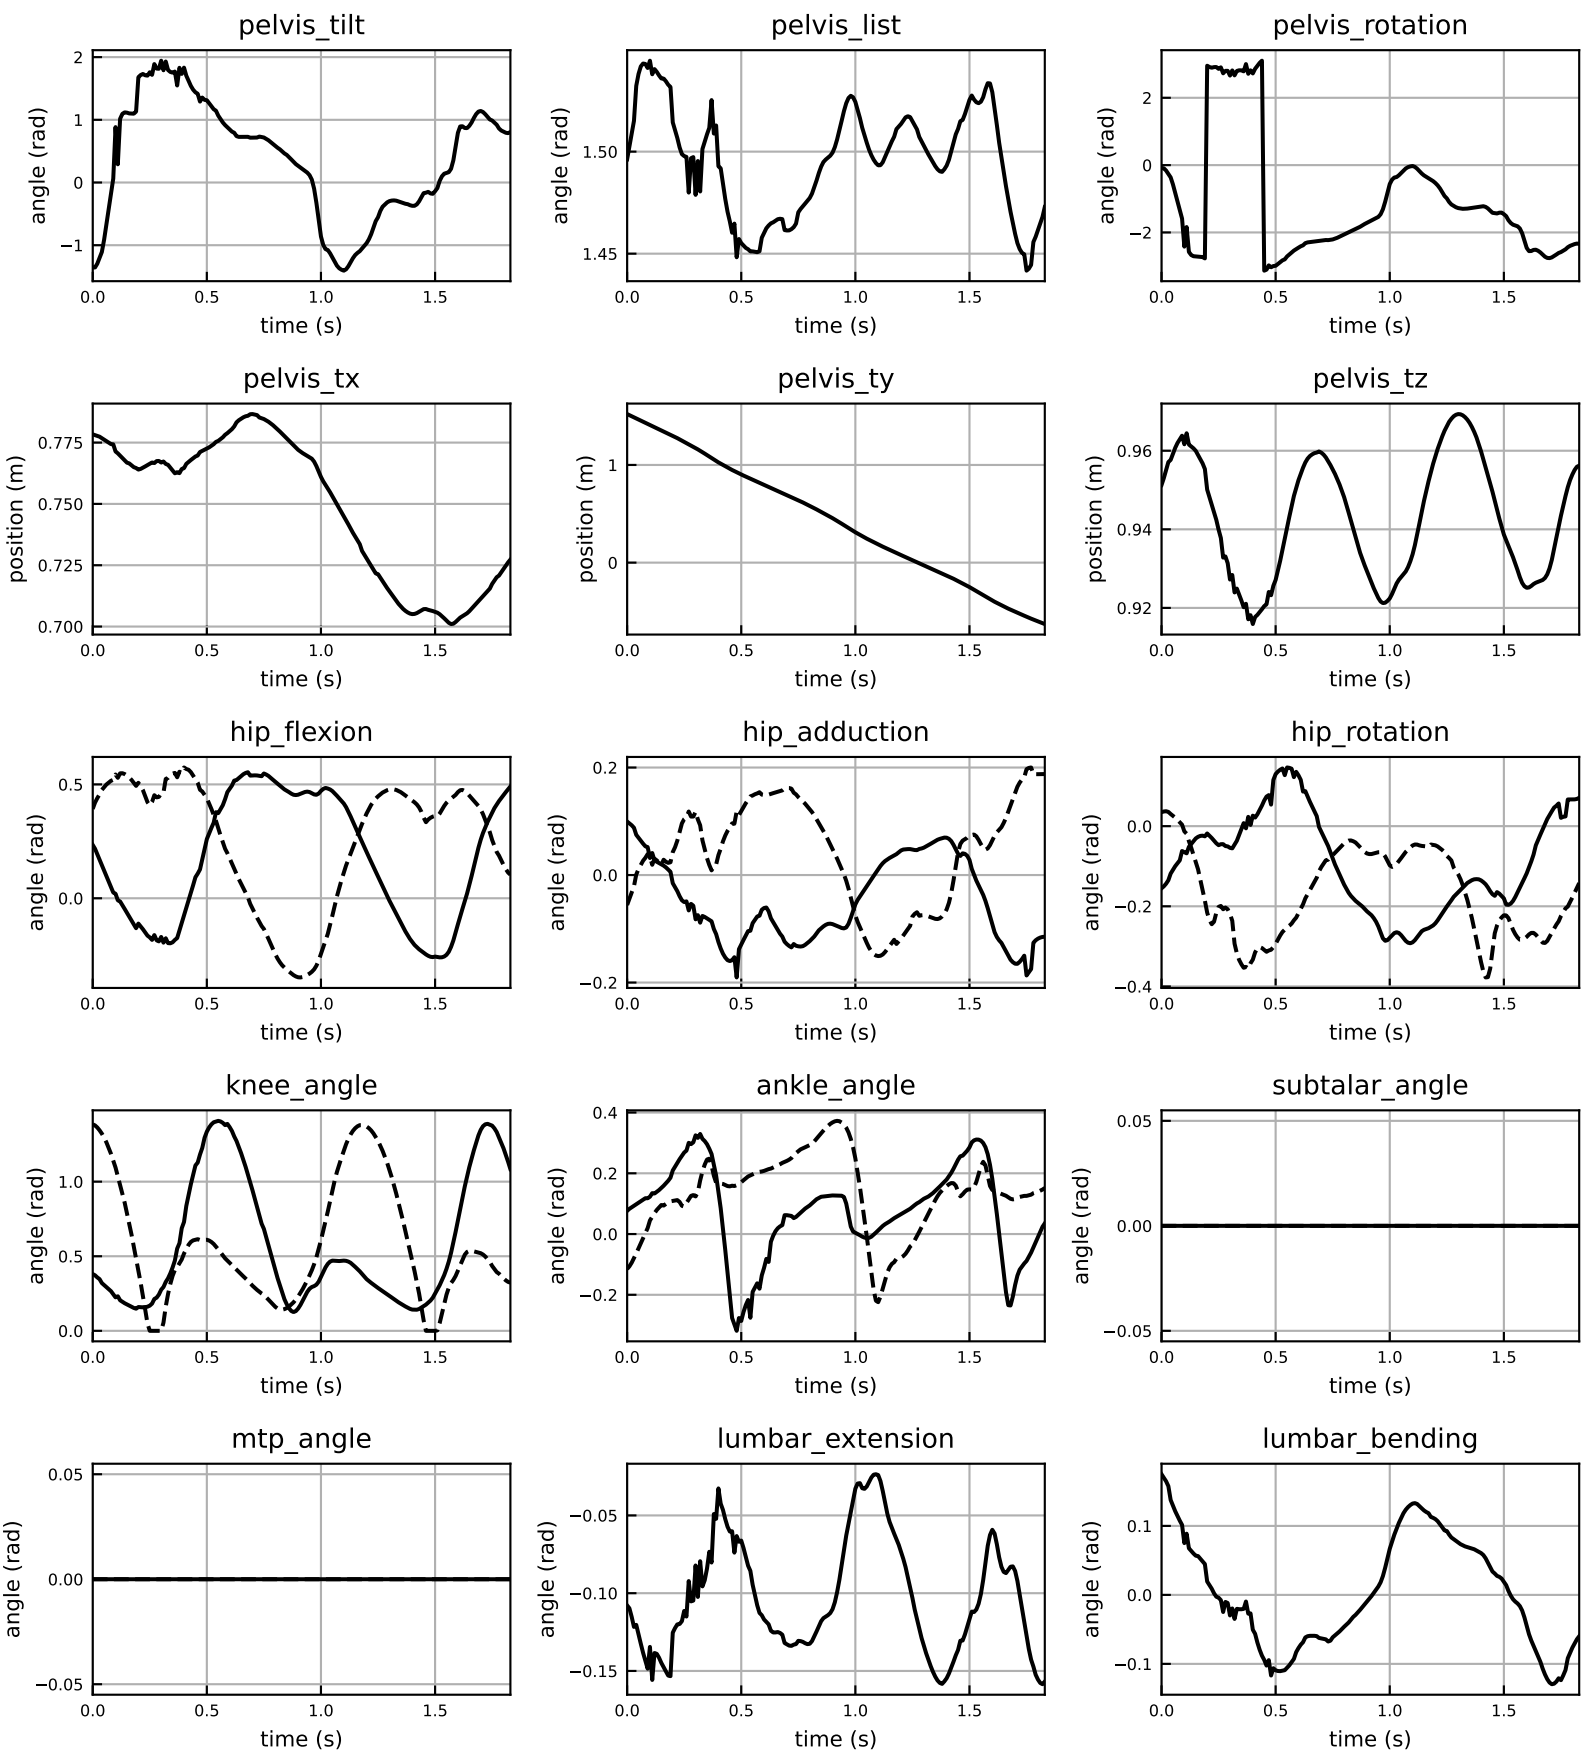 pelvis_tilt
angle (rad)
2
1
0
−1
0.0 0.5 1.0 1.5
time (s)
pelvis_list
angle (rad)
1.50
1.45
0.0 0.5 1.0 1.5
time (s)
pelvis_rotation
angle (rad)
2
0
−2
0.0 0.5 1.0 1.5
time (s)
pelvis_tx
position (m)
0.775
0.750
0.725
0.700
0.0 0.5 1.0 1.5
time (s)
pelvis_ty
position (m)
1
0
0.0 0.5 1.0 1.5
time (s)
pelvis_tz
position (m)
0.96
0.94
0.92
0.0 0.5 1.0 1.5
time (s)
hip_flexion
angle (rad)
0.5
0.0
0.0 0.5 1.0 1.5
time (s)
hip_adduction
angle (rad)
0.2
0.0
−0.2
0.0 0.5 1.0 1.5
time (s)
hip_rotation
angle (rad)
0.0
−0.2
−0.4
0.0 0.5 1.0 1.5
time (s)
knee_angle
angle (rad)
1.0
0.5
0.0
0.0 0.5 1.0 1.5
time (s)
ankle_angle
angle (rad)
0.4
0.2
0.0
−0.2
0.0 0.5 1.0 1.5
time (s)
subtalar_angle
angle (rad)
0.05
0.00
−0.05
0.0 0.5 1.0 1.5
time (s)
mtp_angle
angle (rad)
0.05
0.00
−0.05
0.0 0.5 1.0 1.5
time (s)
lumbar_extension
angle (rad)
−0.05
−0.10
−0.15
0.0 0.5 1.0 1.5
time (s)
lumbar_bending
angle (rad)
0.1
0.0
−0.1
0.0 0.5 1.0 1.5
time (s)